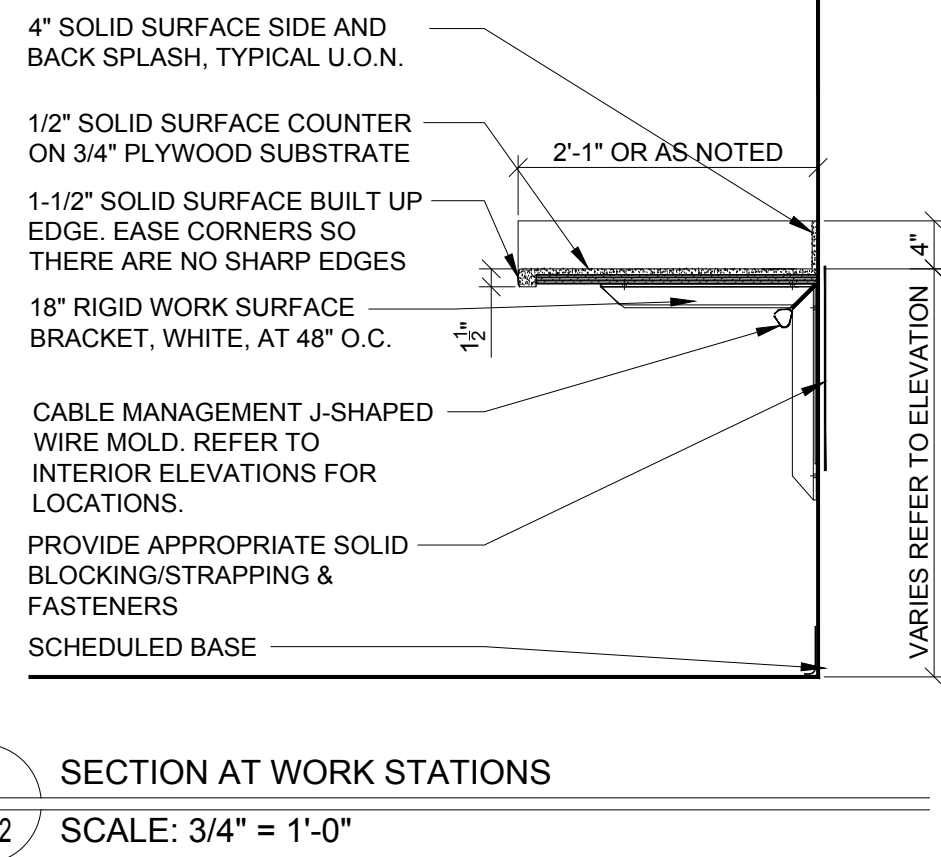 4" SOLID SURFACE SIDE AND
BACK SPLASH, TYPICAL U.O.N.
1/2" SOLID SURFACE COUNTER
ON 3/4" PLYWOOD SUBSTRATE
2'-1" OR AS NOTED
1-1/2" SOLID SURFACE BUILT UP
EDGE. EASE CORNERS SO
THERE ARE NO SHARP EDGES
4"
18" RIGID WORK SURFACE
BRACKET, WHITE, AT 48" O.C.
1 1/2"
CABLE MANAGEMENT J-SHAPED
WIRE MOLD. REFER TO
INTERIOR ELEVATIONS FOR
LOCATIONS.
VARIES REFER TO ELEVATION
PROVIDE APPROPRIATE SOLID
BLOCKING/STRAPPING &
FASTENERS
SCHEDULED BASE
SECTION AT WORK STATIONS
2
SCALE: 3/4" = 1'-0"